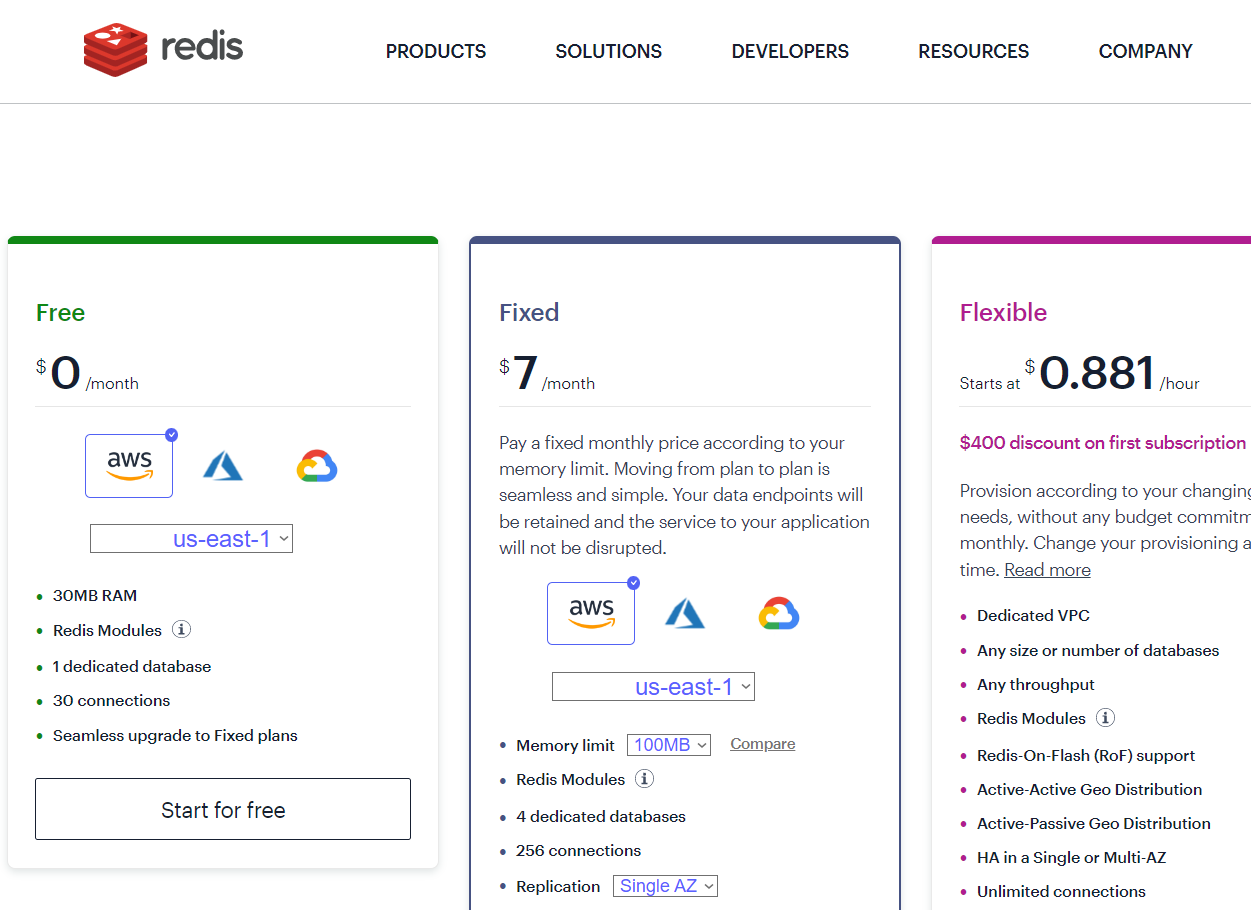 redis
PRODUCTS
SOLUTIONS
DEVELOPERS
RESOURCES
COMPANY
Free
$0 /month
aws
us-east-1
30MB RAM
Redis Modules
1 dedicated database
30 connections
Seamless upgrade to Fixed plans
Start for free
Fixed
$7 /month
Pay a fixed monthly price according to your
memory limit. Moving from plan to plan is
seamless and simple. Your data endpoints will
be retained and the service to your application
will not be disrupted.
aws
us-east-1
Memory limit 100MB Compare
Redis Modules
4 dedicated databases
256 connections
Replication Single AZ
Flexible
Starts at $0.881 /hour
$400 discount on first subscription
Provision according to your changing
needs, without any budget commitm
monthly. Change your provisioning a
time. Read more
Dedicated VPC
Any size or number of databases
Any throughput
Redis Modules
Redis-On-Flash (RoF) support
Active-Active Geo Distribution
Active-Passive Geo Distribution
HA in a Single or Multi-AZ
Unlimited connections